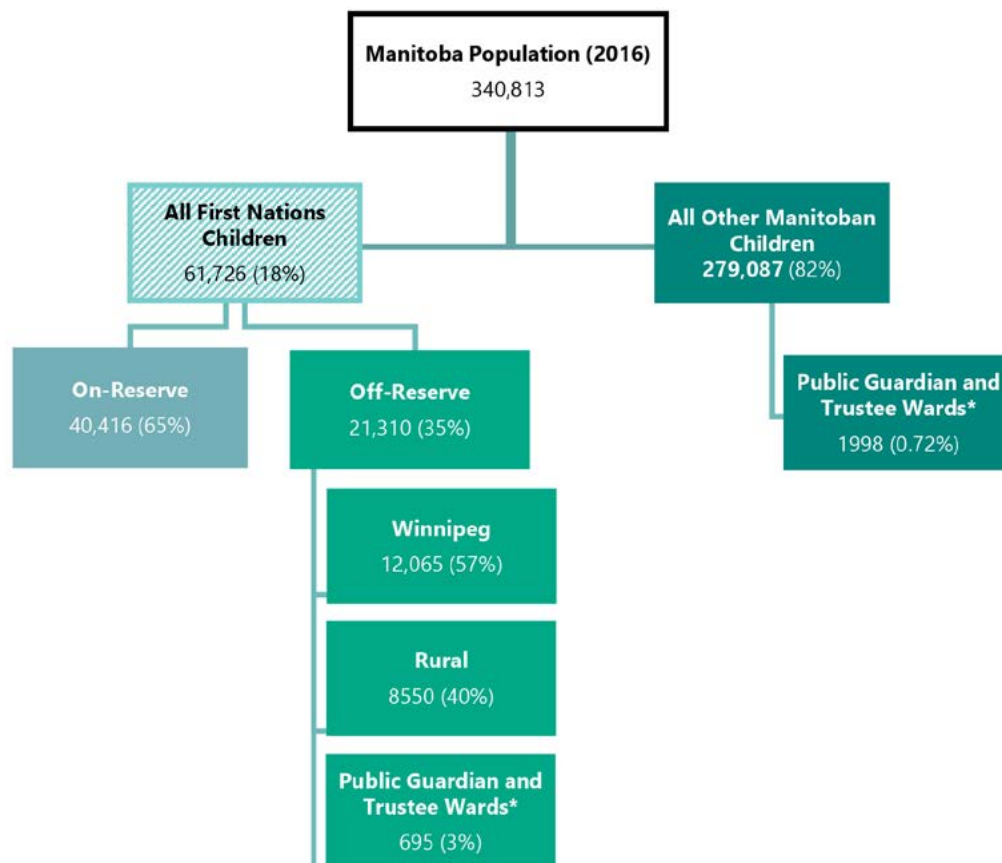 Manitoba Population (2016)
340,813
All First Nations
Children
61,726 (18%)
All Other Manitoban
Children
279,087 (82%)
On-Reserve
40,416 (65%)
Off-Reserve
21,310 (35%)
Public Guardian and
Trustee Wards*
1998 (0.72%)
Winnipeg
12,065 (57%)
Rural
8550 (40%)
Public Guardian and
Trustee Wards*
695 (3%)